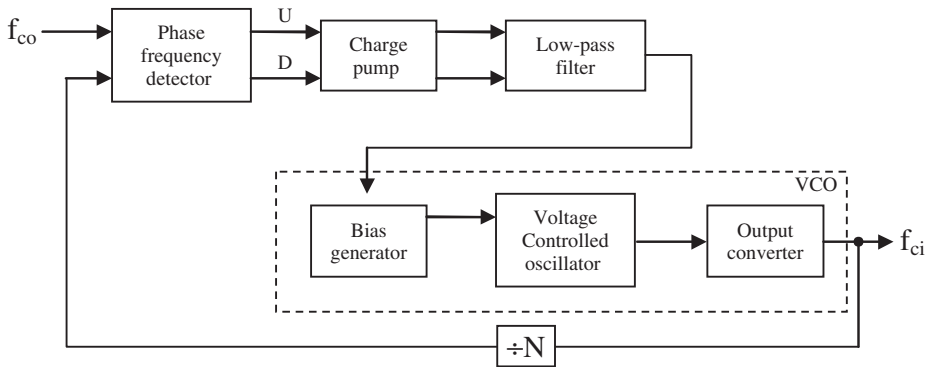 f_co
Phase
frequency
detector
U
D
Charge
pump
Low-pass
filter
VCO
Bias
generator
Voltage
Controlled
oscillator
Output
converter
f_ci
÷N